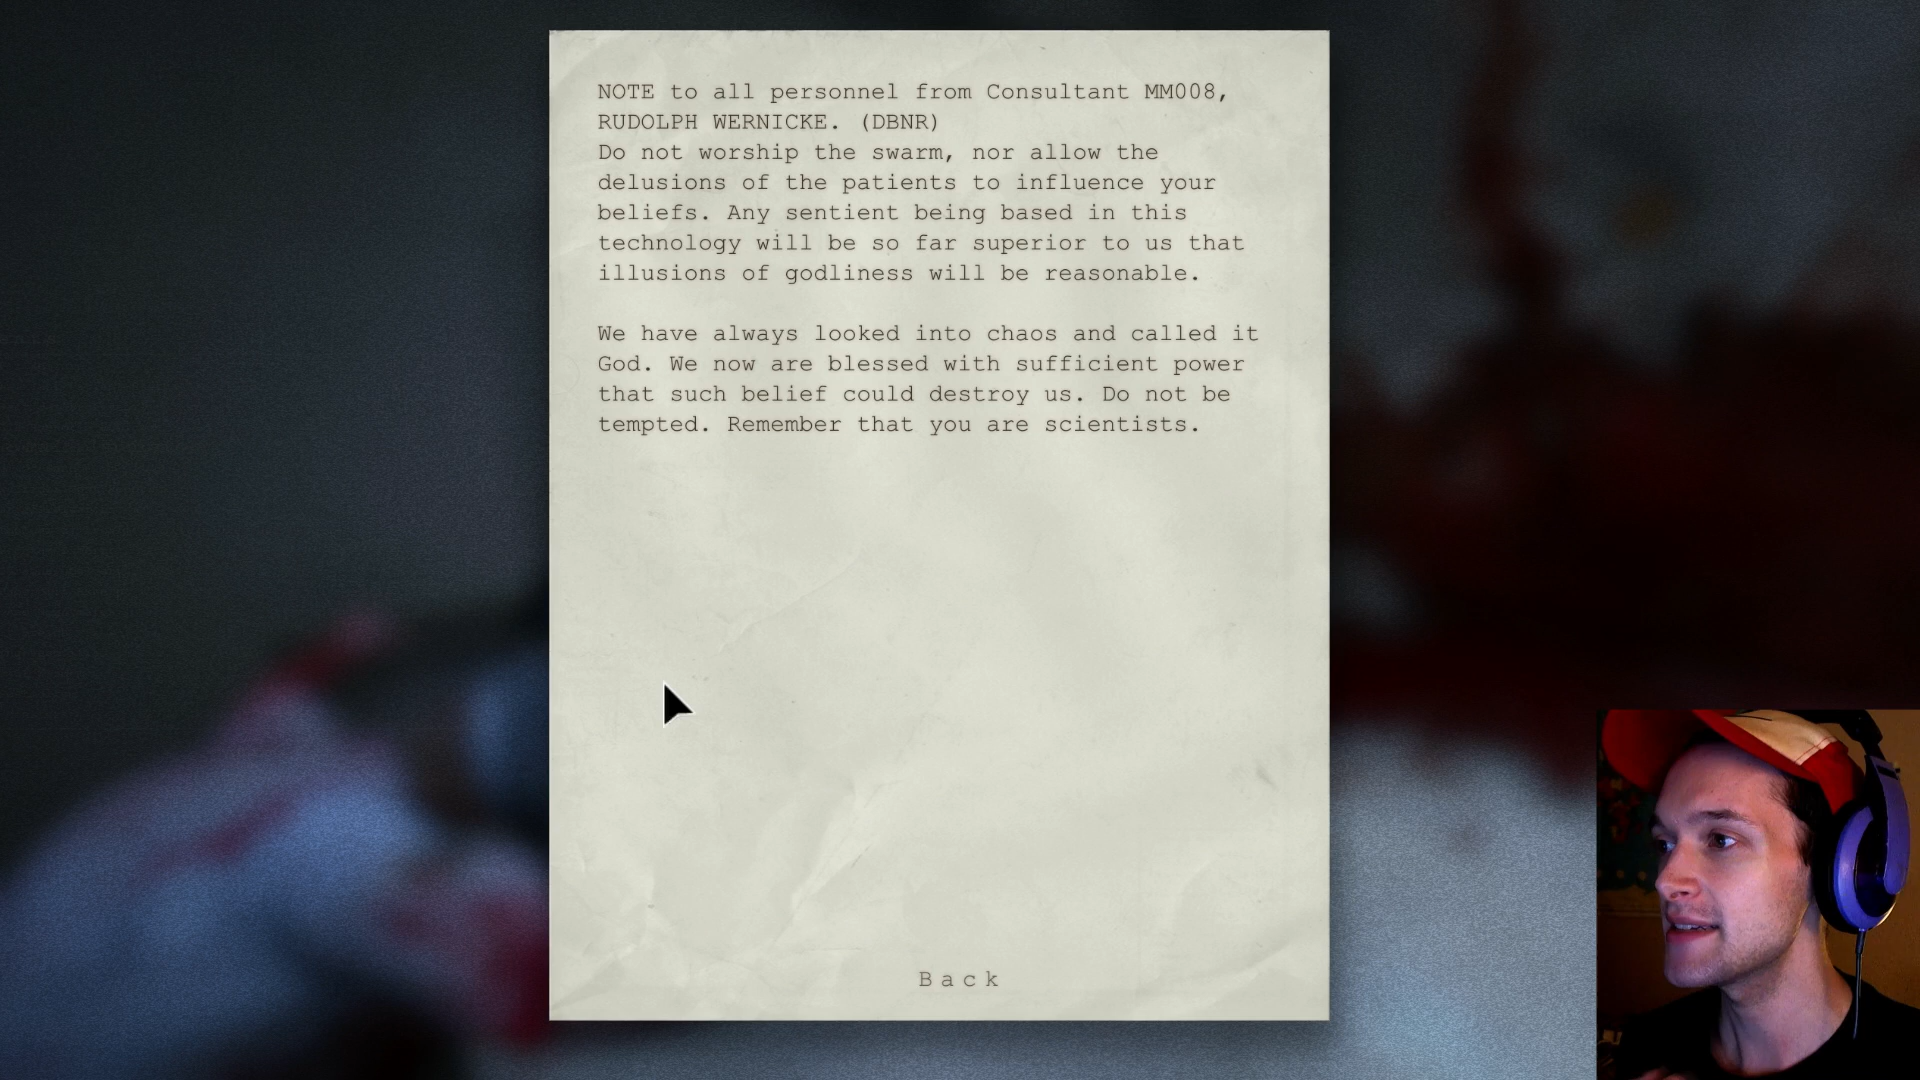 NOTE to all personnel from Consultant MM008,
RUDOLPH WERNICKE. (DBNR)
Do not worship the swarm, nor allow the
delusions of the patients to influence your
beliefs. Any sentient being based in this
technology will be so far superior to us that
illusions of godliness will be reasonable.
We have always looked into chaos and called it
God. We now are blessed with sufficient power
that such belief could destroy us. Do not be
tempted. Remember that you are scientists.
Back